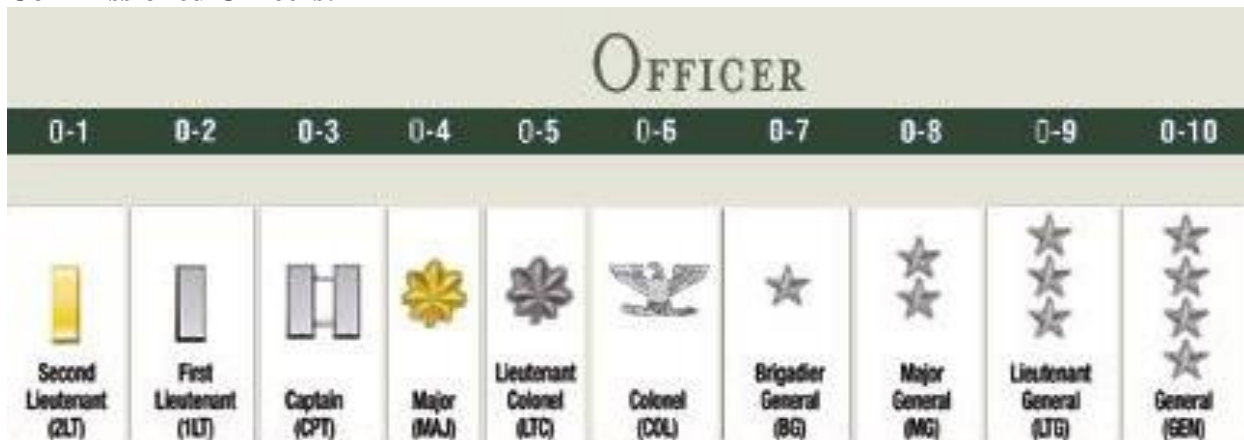 OFFICER
O-1 O-2 O-3 O-4 O-5 O-6 O-7 O-8 O-9 O-10
Second Lieutenant (2LT)
First Lieutenant (1LT)
Captain (CPT)
Major (MAJ)
Lieutenant Colonel (LTC)
Colonel (COL)
Brigadier General (BG)
Major General (MG)
Lieutenant General (LTG)
General (GEN)